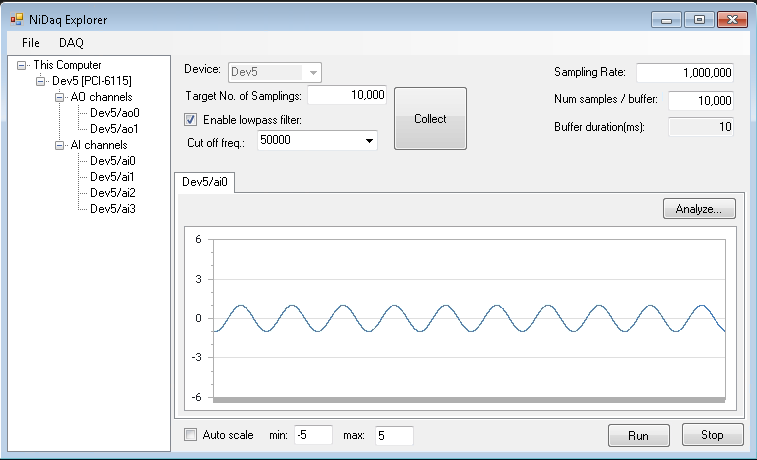 NiDaq Explorer
File DAQ
This Computer
Dev5 [PCI-6115]
AO channels
Dev5/ao0
Dev5/ao1
AI channels
Dev5/ai0
Dev5/ai1
Dev5/ai2
Dev5/ai3
Device: Dev5
Target No. of Samplings: 10,000
Enable lowpass filter:
Cut off freq.: 50000
Collect
Sampling Rate: 1,000,000
Num samples / buffer: 10,000
Buffer duration(ms): 10
Dev5/ai0
Analyze...
6
3
0
-3
-6
Auto scale min: -5 max: 5
Run Stop